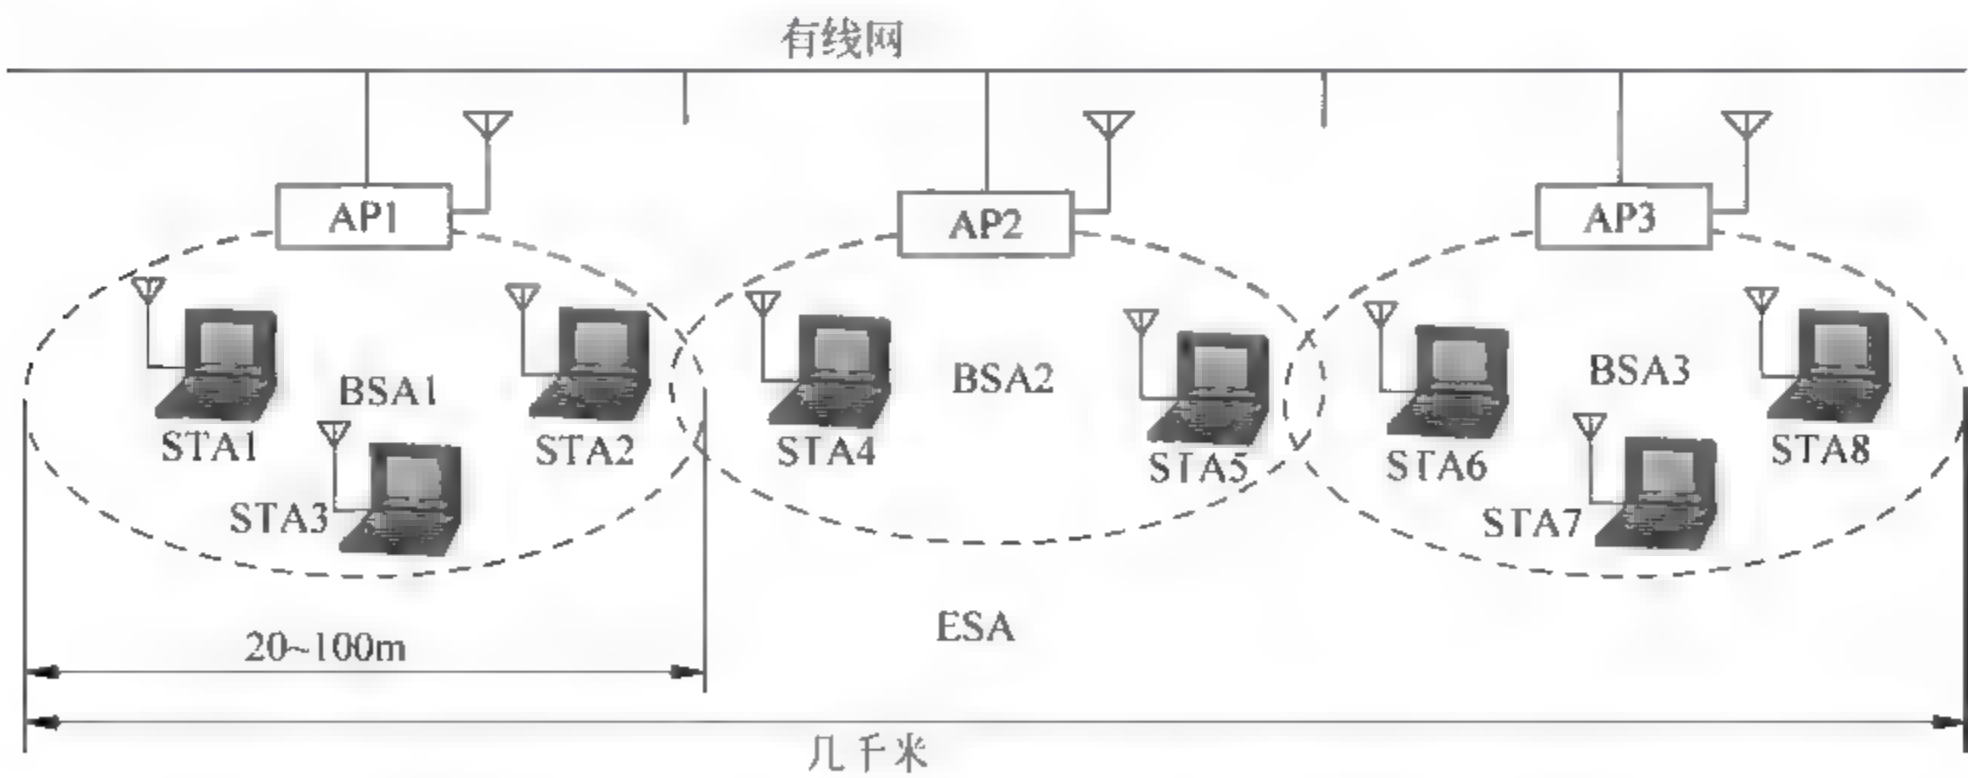 有线网
AP1
AP2
AP3
BSA1
BSA2
BSA3
STA1
STA2
STA3
STA4
STA5
STA6
STA7
STA8
ESA
20~100m
几千米